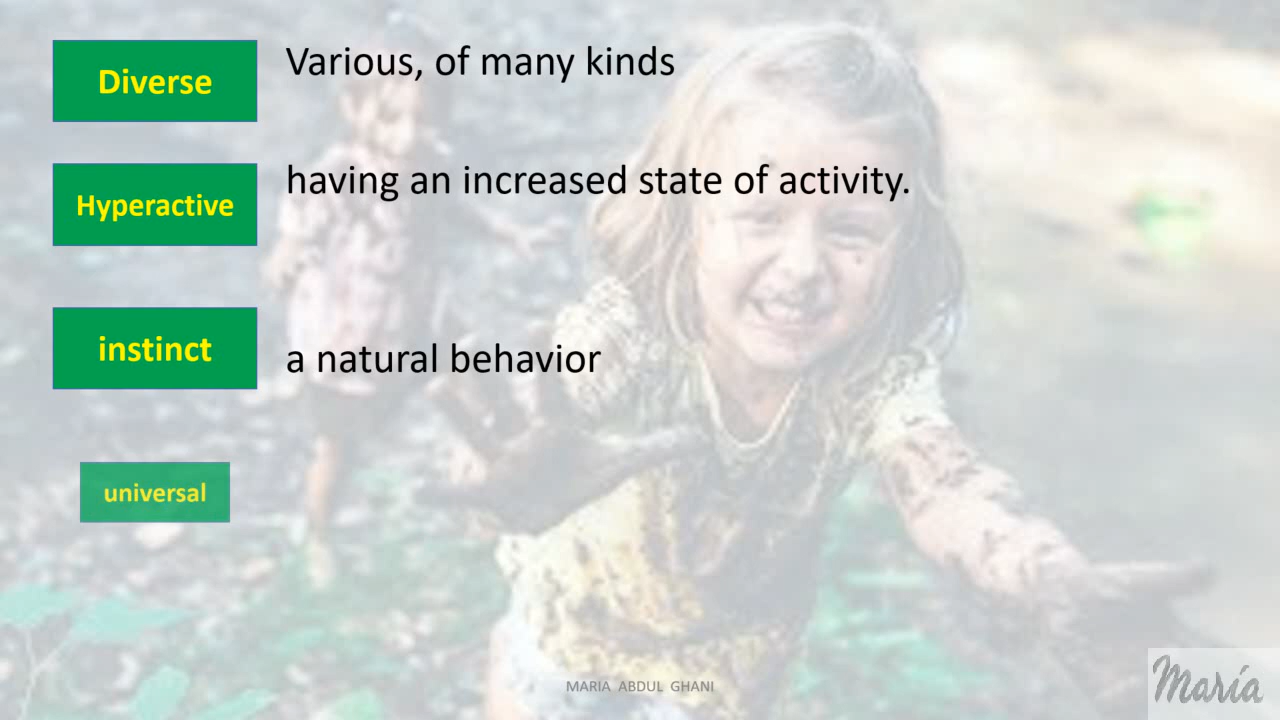 Diverse
Various, of many kinds
Hyperactive
having an increased state of activity.
instinct
a natural behavior
universal
MARIA ABDUL GHANI
María